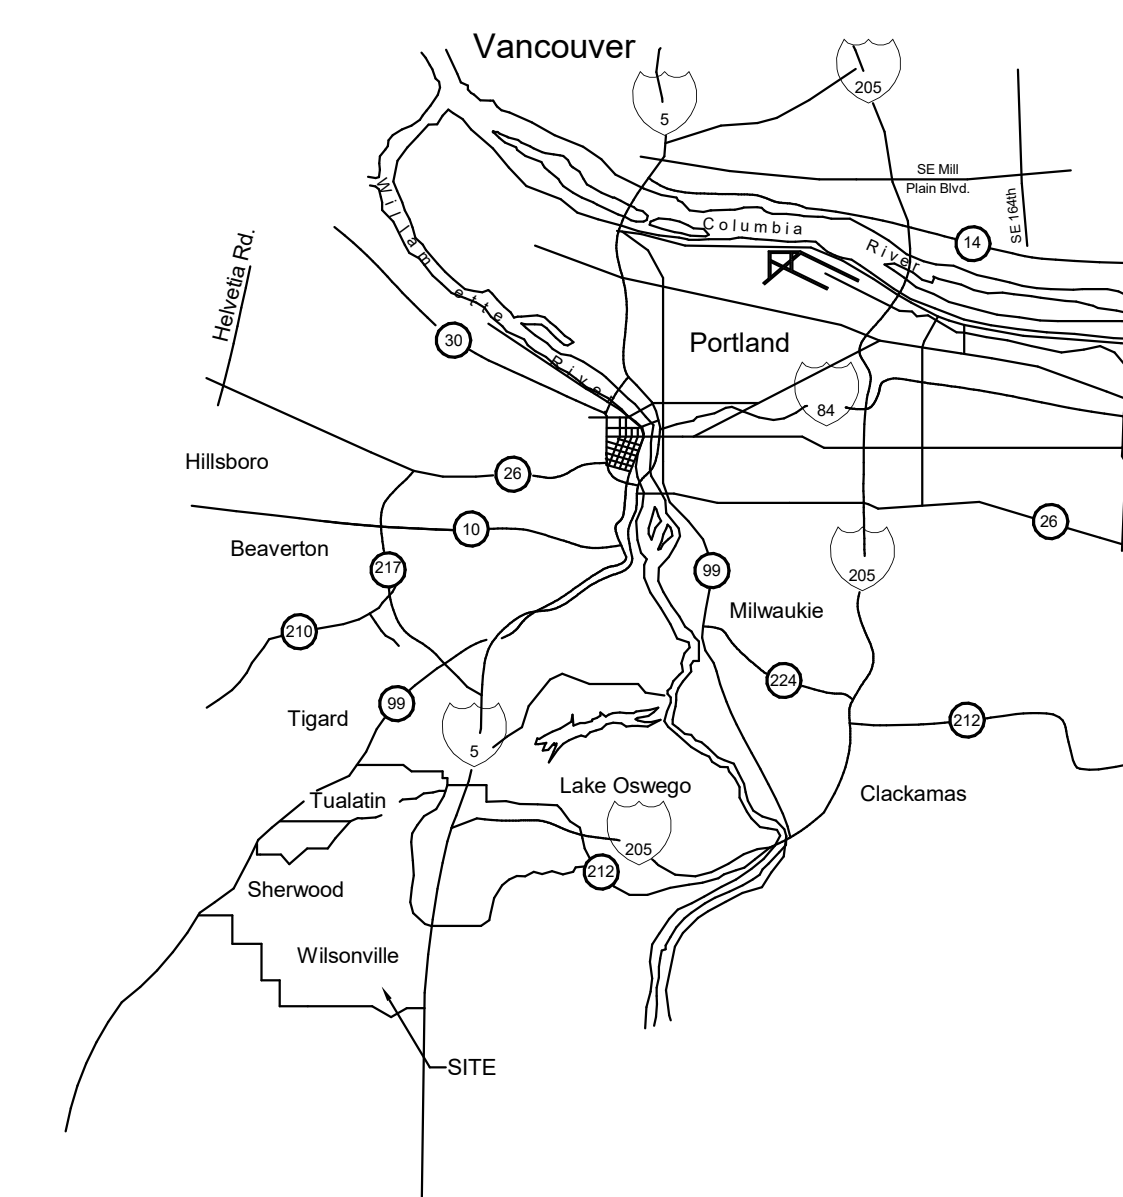 Vancouver
205
5
SE Mill
Plain Blvd.
SE 164th
Willamette River
Columbia River
14
Helvetia Rd.
30
Portland
84
Hillsboro
26
10
26
Beaverton
217
99
205
210
Milwaukie
224
99
Tigard
212
5
Lake Oswego
Tualatin
Clackamas
205
212
Sherwood
Wilsonville
SITE